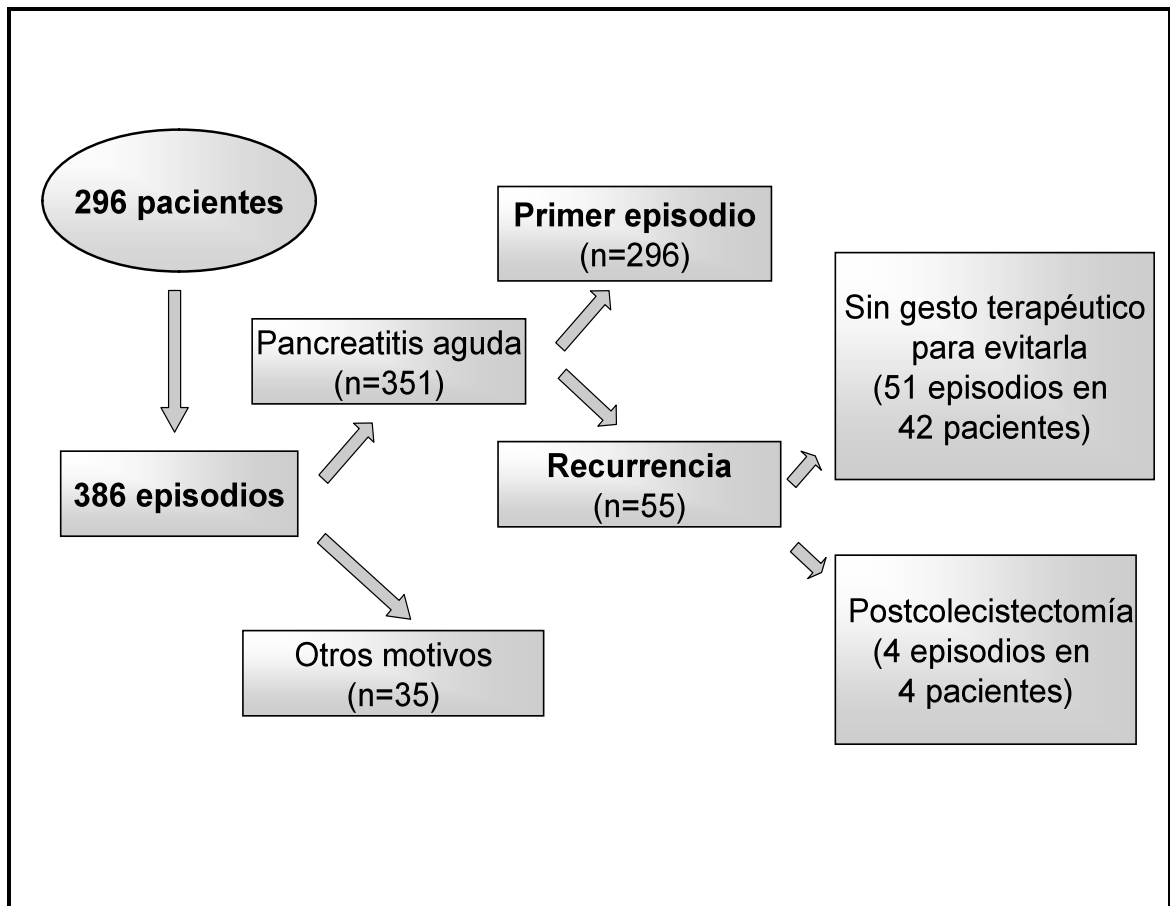 296 pacientes
386 episodios
Pancreatitis aguda
(n=351)
Otros motivos
(n=35)
Primer episodio
(n=296)
Recurrencia
(n=55)
Sin gesto terapéutico
para evitarla
(51 episodios en
42 pacientes)
Postcolecistectomía
(4 episodios en
4 pacientes)